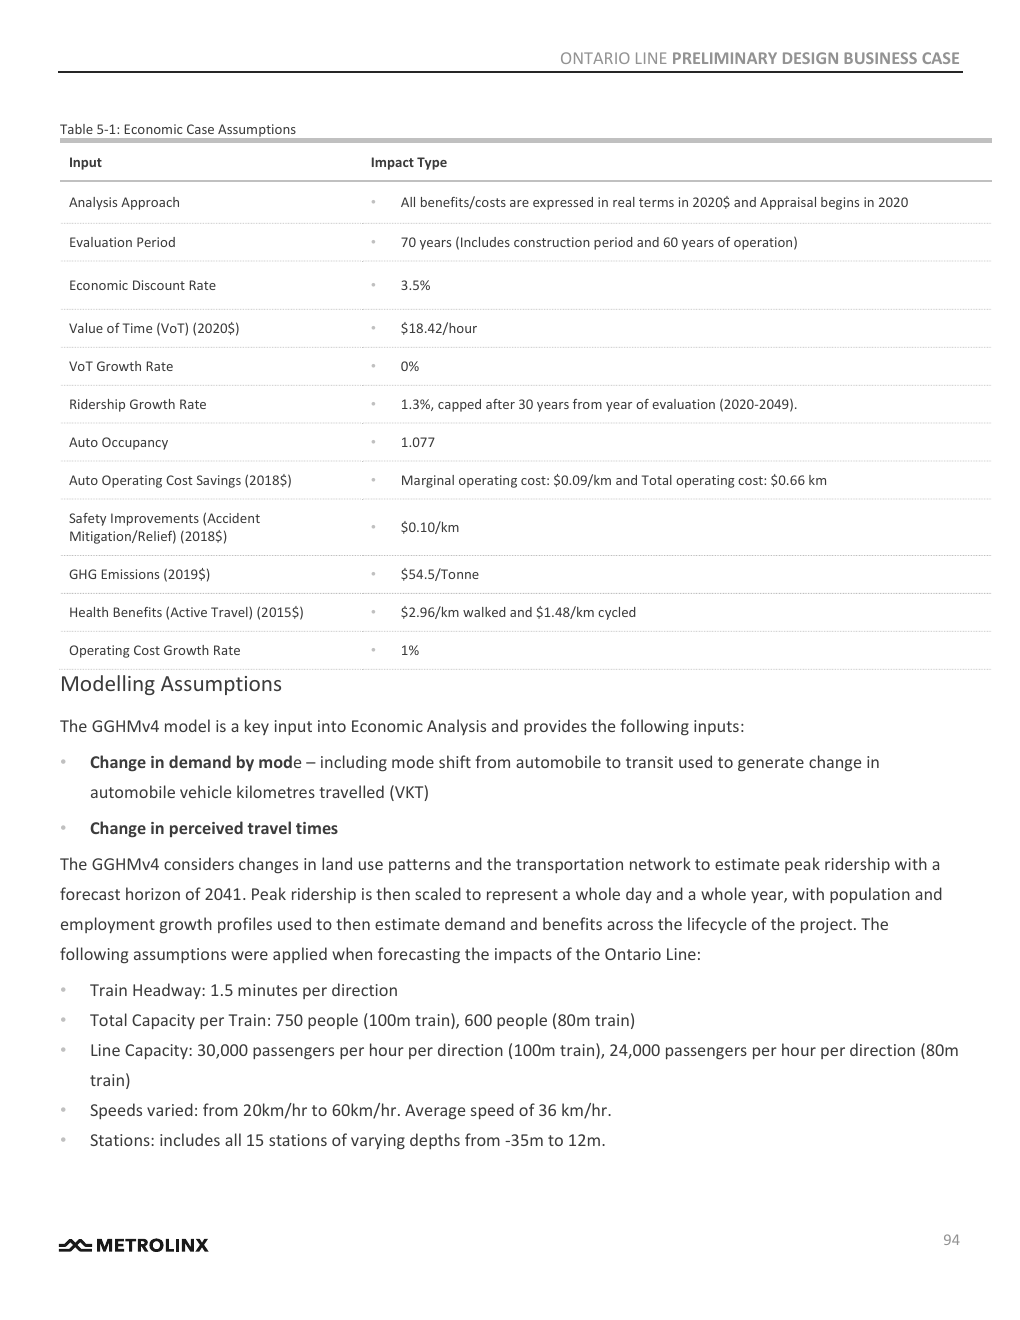 ONTARIO LINE PRELIMINARY DESIGN BUSINESS CASE
Table 5-1: Economic Case Assumptions
Input Impact Type
Analysis Approach • All benefits/costs are expressed in real terms in 2020$ and Appraisal begins in 2020
Evaluation Period • 70 years (Includes construction period and 60 years of operation)
Economic Discount Rate • 3.5%
Value of Time (VoT) (2020$) • $18.42/hour
VoT Growth Rate • 0%
Ridership Growth Rate • 1.3%, capped after 30 years from year of evaluation (2020-2049).
Auto Occupancy • 1.077
Auto Operating Cost Savings (2018$) • Marginal operating cost: $0.09/km and Total operating cost: $0.66 km
Safety Improvements (Accident
Mitigation/Relief) (2018$) • $0.10/km
GHG Emissions (2019$) • $54.5/Tonne
Health Benefits (Active Travel) (2015$) • $2.96/km walked and $1.48/km cycled
Operating Cost Growth Rate • 1%
Modelling Assumptions
The GGHMv4 model is a key input into Economic Analysis and provides the following inputs:
• Change in demand by mode – including mode shift from automobile to transit used to generate change in
automobile vehicle kilometres travelled (VKT)
• Change in perceived travel times
The GGHMv4 considers changes in land use patterns and the transportation network to estimate peak ridership with a
forecast horizon of 2041. Peak ridership is then scaled to represent a whole day and a whole year, with population and
employment growth profiles used to then estimate demand and benefits across the lifecycle of the project. The
following assumptions were applied when forecasting the impacts of the Ontario Line:
• Train Headway: 1.5 minutes per direction
• Total Capacity per Train: 750 people (100m train), 600 people (80m train)
• Line Capacity: 30,000 passengers per hour per direction (100m train), 24,000 passengers per hour per direction (80m
train)
• Speeds varied: from 20km/hr to 60km/hr. Average speed of 36 km/hr.
• Stations: includes all 15 stations of varying depths from -35m to 12m.
METROLINX
94